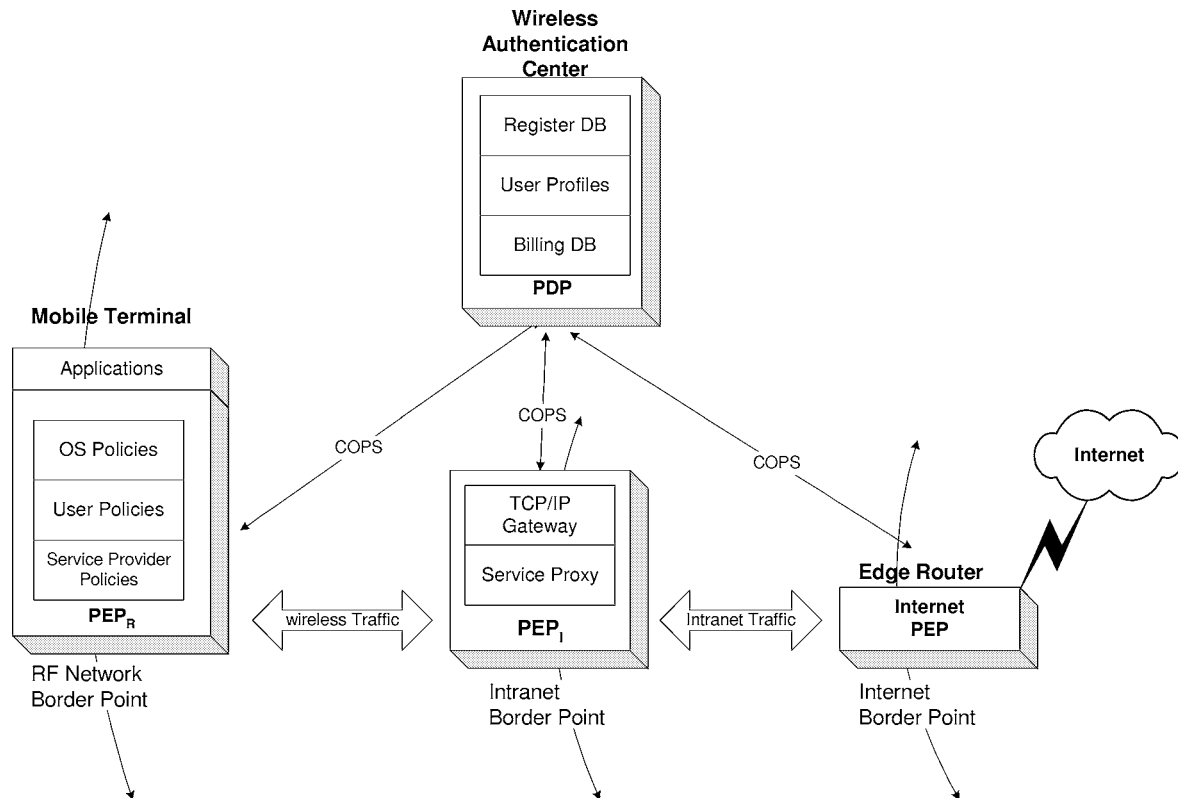 Wireless
Authentication
Center
Register DB
User Profiles
Billing DB
PDP
Mobile Terminal
Applications
OS Policies
User Policies
Service Provider
Policies
PEP_R
RF Network
Border Point
COPS
COPS
COPS
TCP/IP
Gateway
Service Proxy
PEP_I
Intranet
Border Point
wireless Traffic
Intranet Traffic
Edge Router
Internet
PEP
Internet
Border Point
Internet